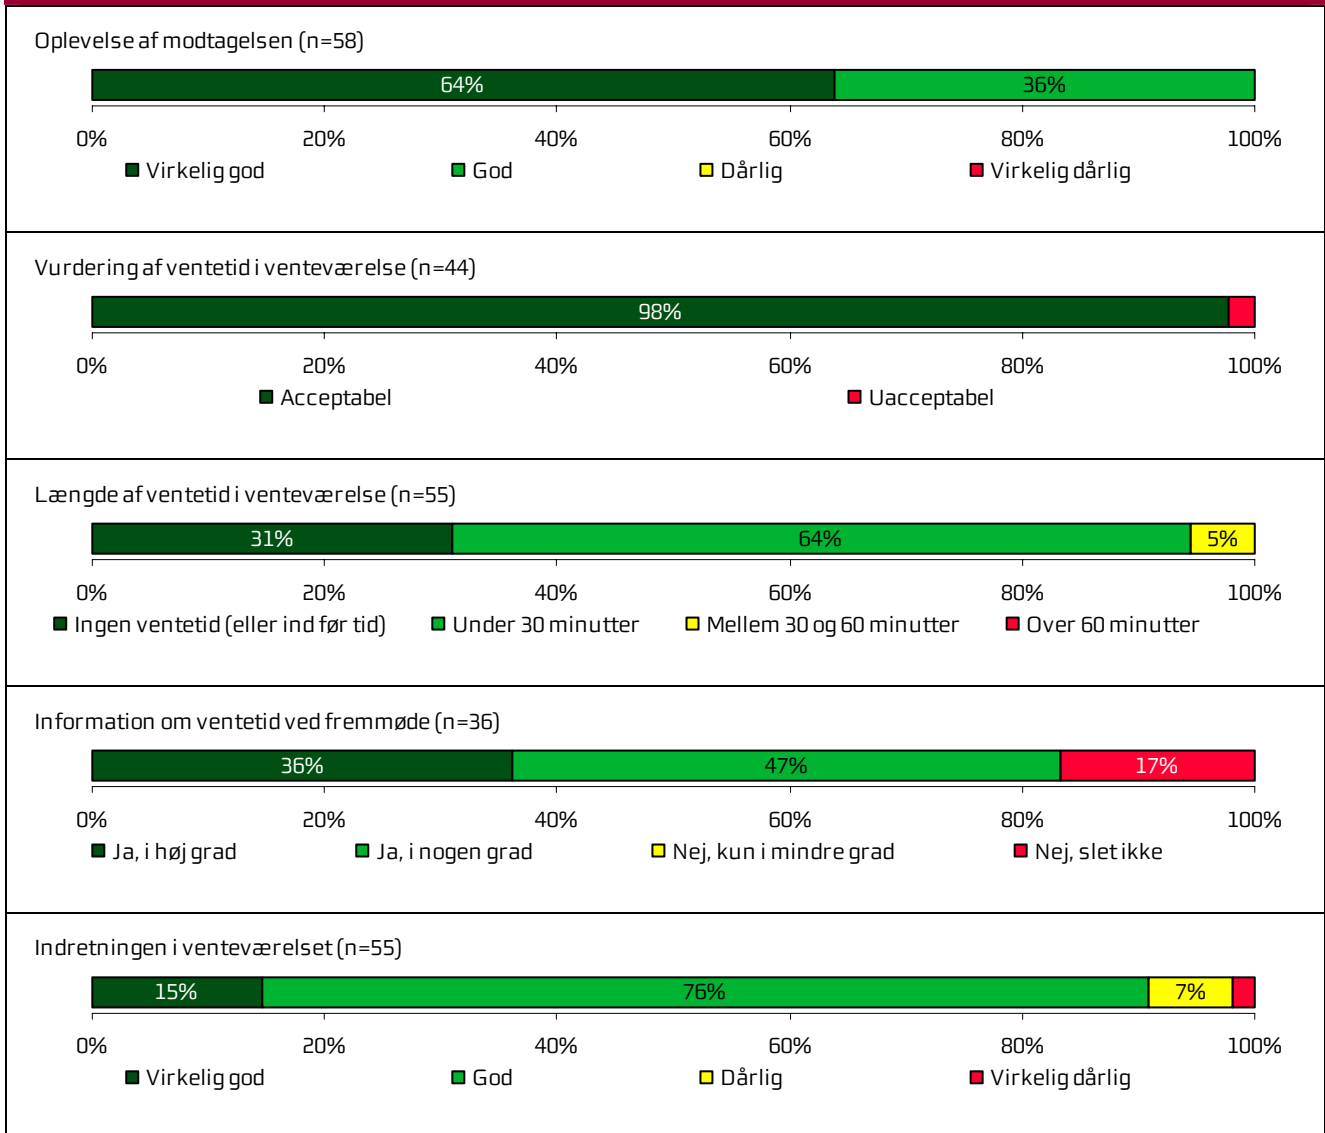 Oplevelse af modtagelsen (n=58)
64% 36%
0% 20% 40% 60% 80% 100%
Virkelig god God Dårlig Virkelig dårlig
Vurdering af ventetid i venteværelse (n=44)
98%
0% 20% 40% 60% 80% 100%
Acceptabel Uacceptabel
Længde af ventetid i venteværelse (n=55)
31% 64% 5%
0% 20% 40% 60% 80% 100%
Ingen ventetid (eller ind før tid) Under 30 minutter Mellem 30 og 60 minutter Over 60 minutter
Information om ventetid ved fremmøde (n=36)
36% 47% 17%
0% 20% 40% 60% 80% 100%
Ja, i høj grad Ja, i nogen grad Nej, kun i mindre grad Nej, slet ikke
Indretningen i venteværelset (n=55)
15% 76% 7%
0% 20% 40% 60% 80% 100%
Virkelig god God Dårlig Virkelig dårlig